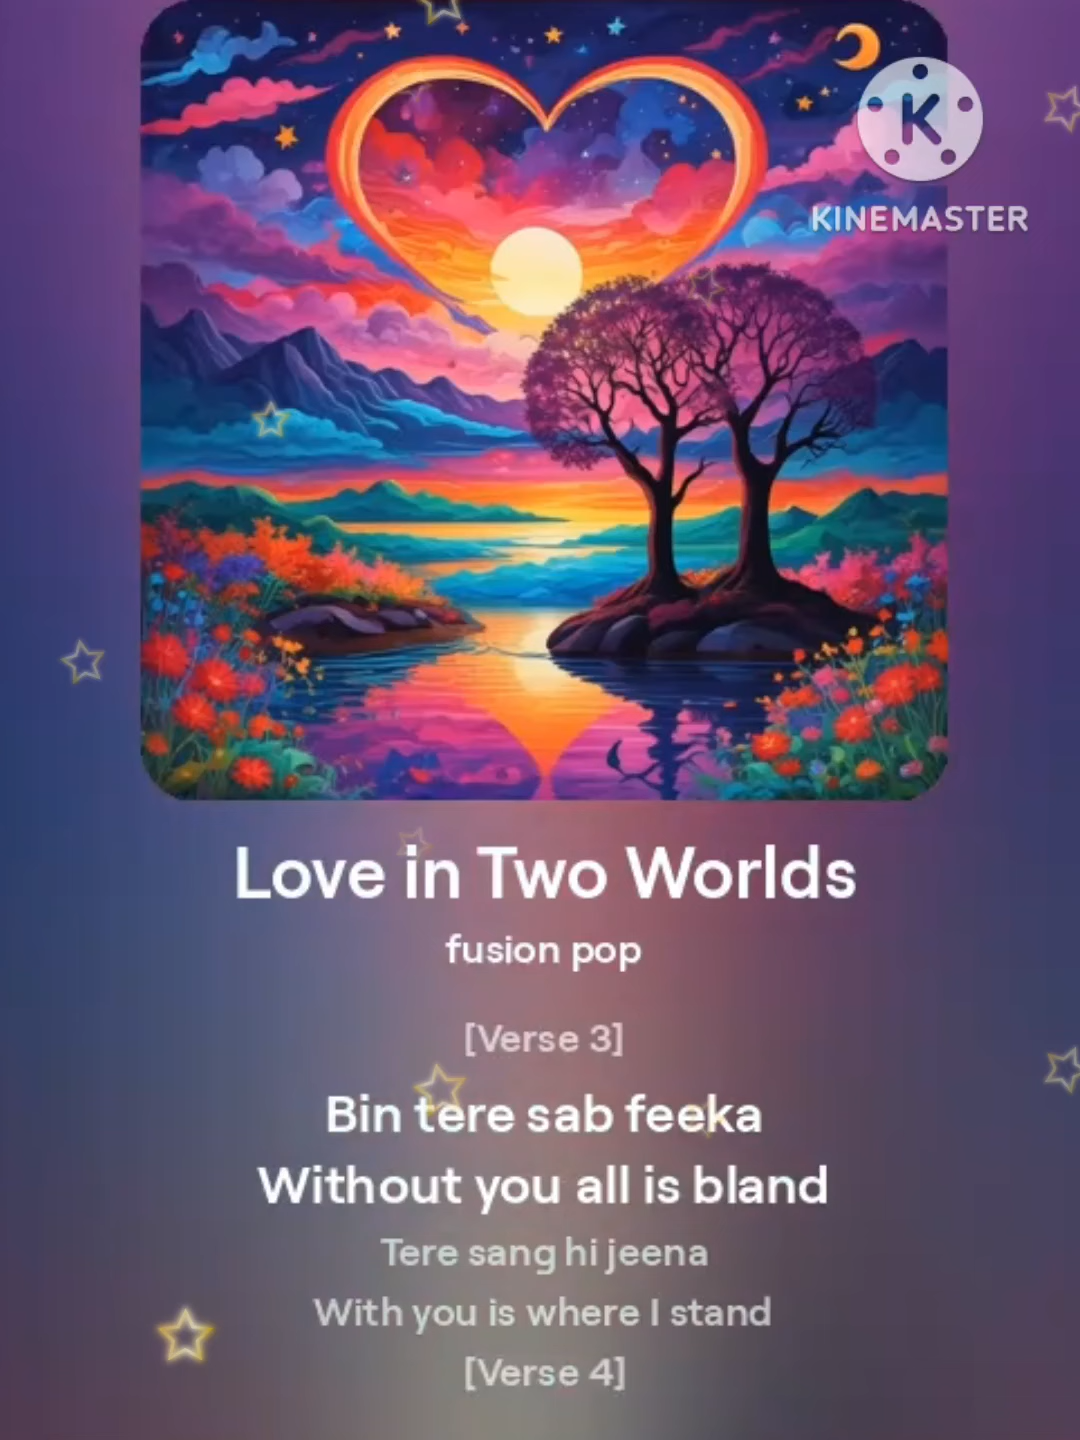 K
KINEMASTER
Love in Two Worlds
fusion pop
[Verse 3]
Bin tere sab feeka
Without you all is bland
Tere sang hi jeena
With you is where I stand
[Verse 4]